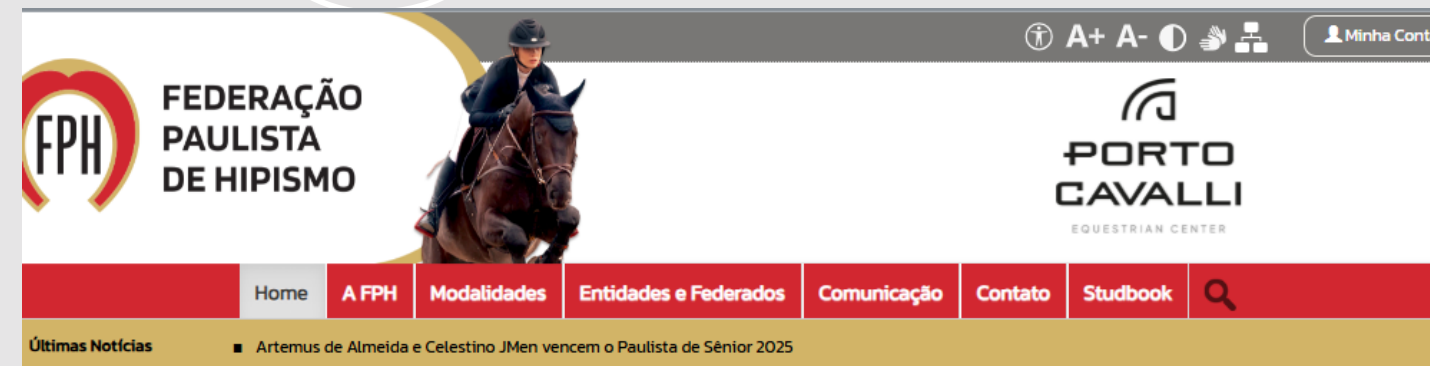 A+ A- Minha Cont
FPH
FEDERAÇÃO
PAULISTA
DE HIPISMO
PORTO
CAVALLI
EQUESTRIAN CENTER
Home A FPH Modalidades Entidades e Federados Comunicação Contato Studbook
Últimas Notícias ▪ Artemus de Almeida e Celestino JMen vencem o Paulista de Sênior 2025